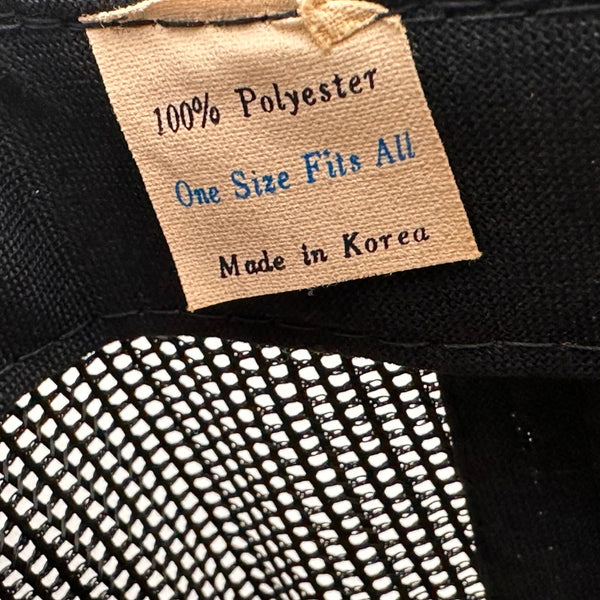 100% Polyester
One Size Fits All
Made in Korea